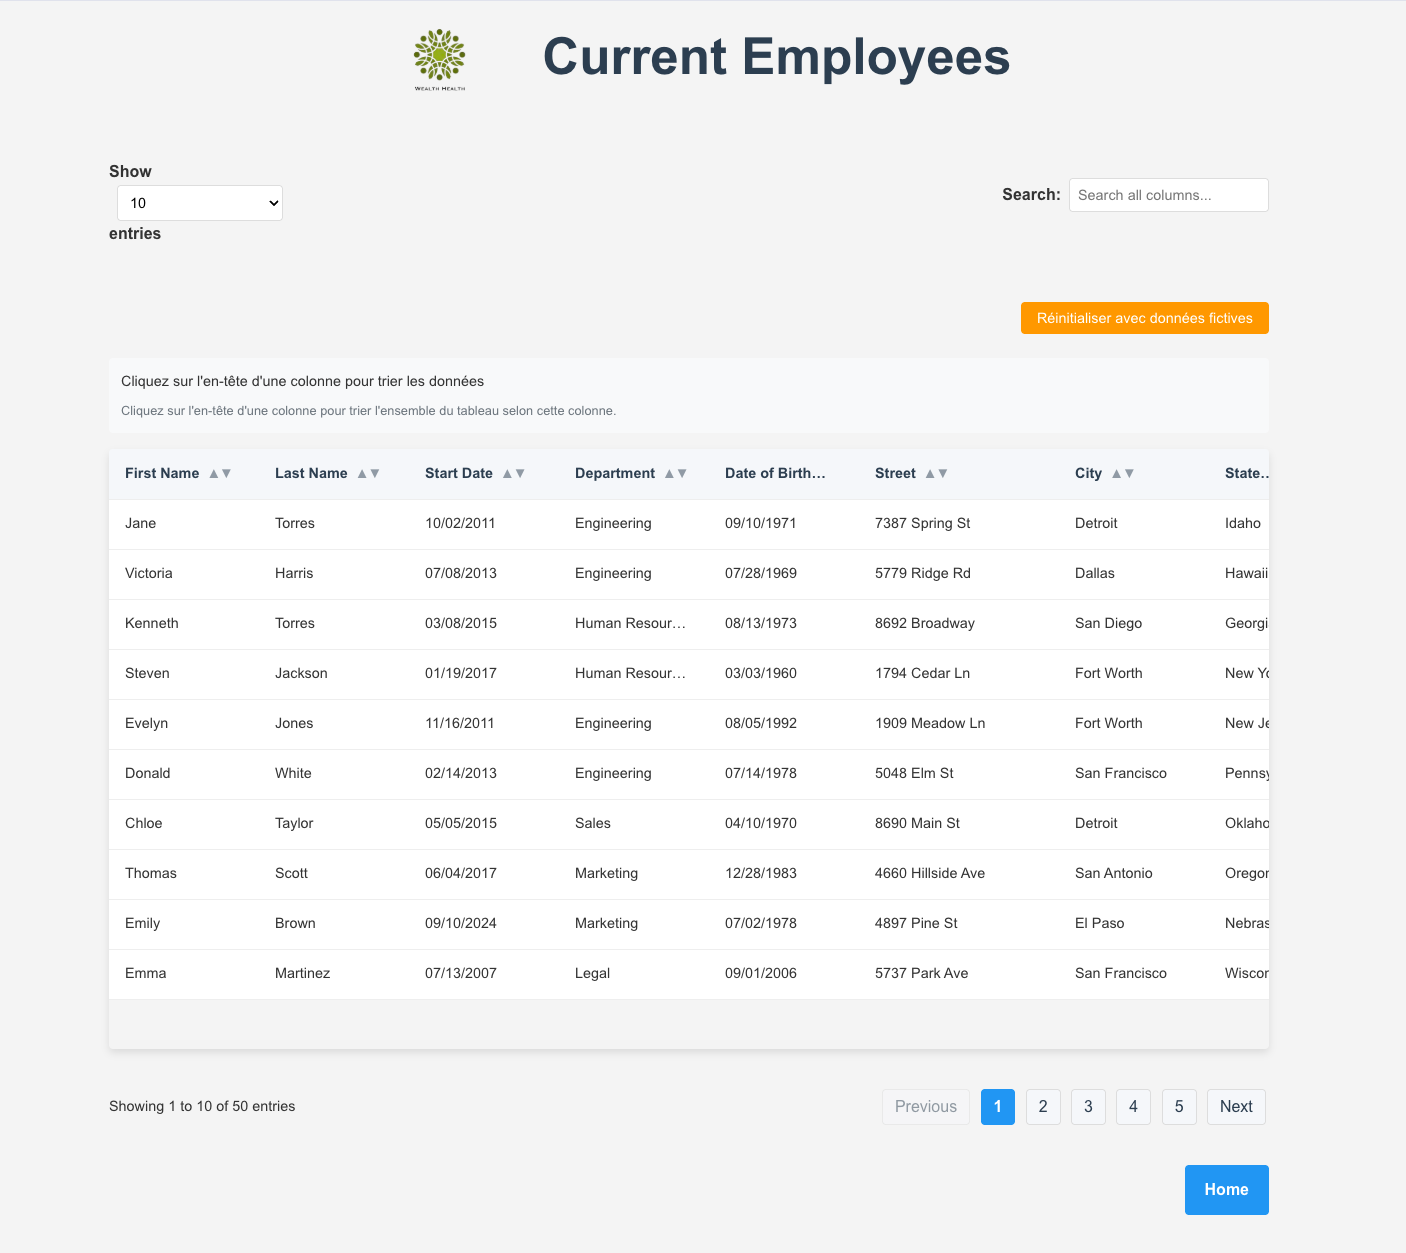 WEALTH HEALTH
Current Employees
Show
10
entries
Search: Search all columns...
Réinitialiser avec données fictives
Cliquez sur l'en-tête d'une colonne pour trier les données
Cliquez sur l'en-tête d'une colonne pour trier l'ensemble du tableau selon cette colonne.
First Name ▲▼ Last Name ▲▼ Start Date ▲▼ Department ▲▼ Date of Birth... Street ▲▼ City ▲▼ State..
Jane Torres 10/02/2011 Engineering 09/10/1971 7387 Spring St Detroit Idaho
Victoria Harris 07/08/2013 Engineering 07/28/1969 5779 Ridge Rd Dallas Hawaii
Kenneth Torres 03/08/2015 Human Resour... 08/13/1973 8692 Broadway San Diego Georgi
Steven Jackson 01/19/2017 Human Resour... 03/03/1960 1794 Cedar Ln Fort Worth New Yo
Evelyn Jones 11/16/2011 Engineering 08/05/1992 1909 Meadow Ln Fort Worth New Je
Donald White 02/14/2013 Engineering 07/14/1978 5048 Elm St San Francisco Pennsy
Chloe Taylor 05/05/2015 Sales 04/10/1970 8690 Main St Detroit Oklaho
Thomas Scott 06/04/2017 Marketing 12/28/1983 4660 Hillside Ave San Antonio Oregon
Emily Brown 09/10/2024 Marketing 07/02/1978 4897 Pine St El Paso Nebras
Emma Martinez 07/13/2007 Legal 09/01/2006 5737 Park Ave San Francisco Wiscon
Showing 1 to 10 of 50 entries
Previous 1 2 3 4 5 Next
Home